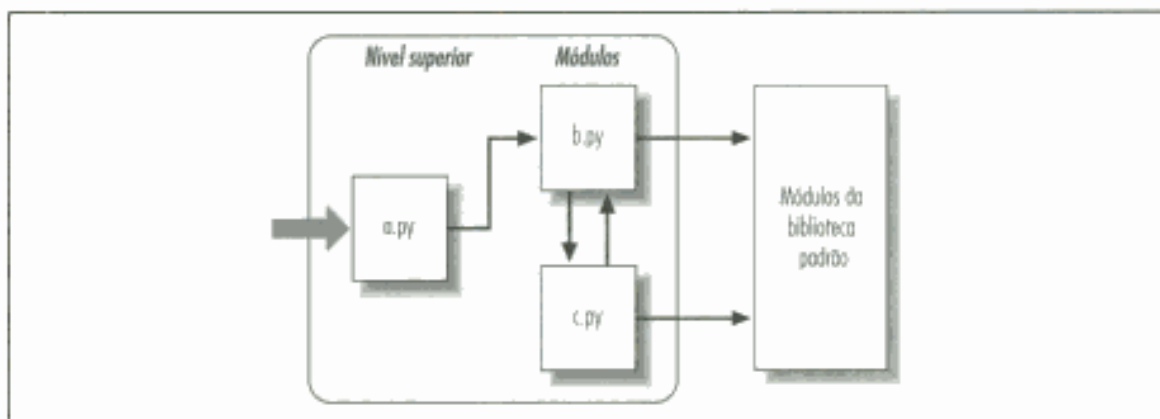 Nível superior
Módulos
b.py
a.py
c.py
Módulos da
biblioteca
padrão